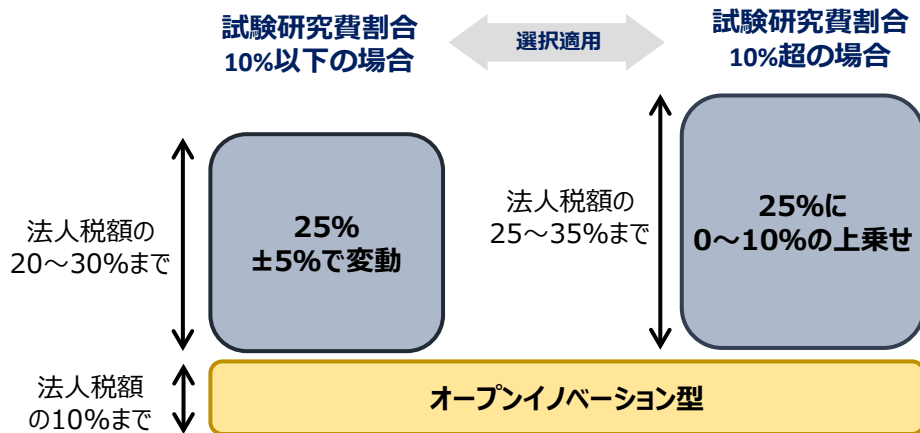 試験研究費割合
10%以下の場合
選択適用
試験研究費割合
10%超の場合
法人税額の
20～30%まで
25%
±5%で変動
法人税額の
25～35%まで
25%に
0～10%の上乗せ
法人税額
の10%まで
オープンイノベーション型